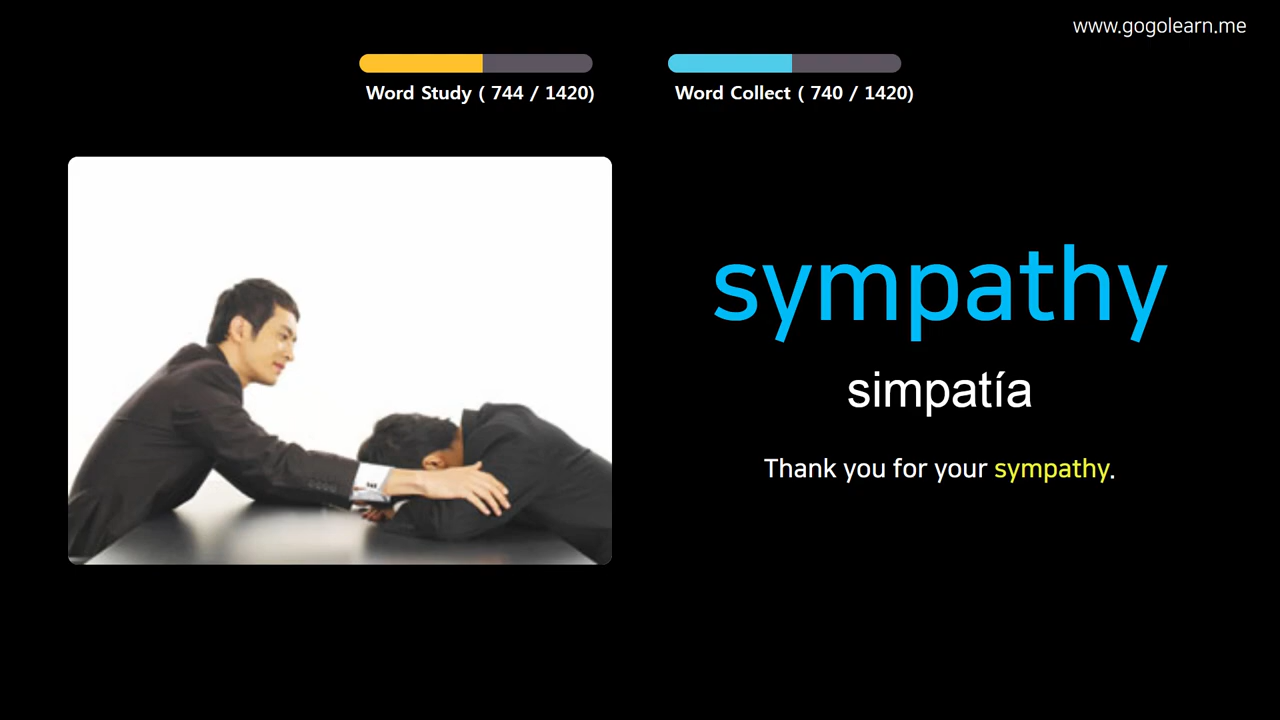 www.gogolearn.me
Word Study ( 744 / 1420)
Word Collect ( 740 / 1420)
sympathy
simpatía
Thank you for your sympathy.